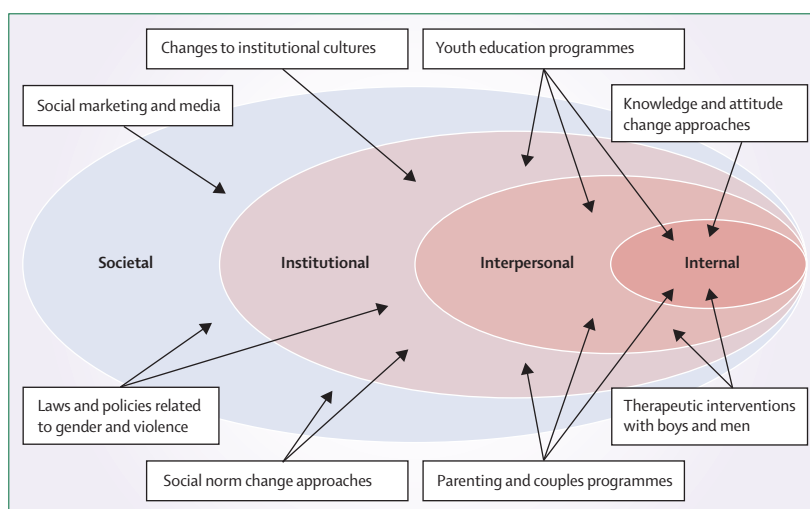 Changes to institutional cultures
Youth education programmes
Social marketing and media
Knowledge and attitude
change approaches
Societal
Institutional
Interpersonal
Internal
Laws and policies related
to gender and violence
Therapeutic interventions
with boys and men
Social norm change approaches
Parenting and couples programmes